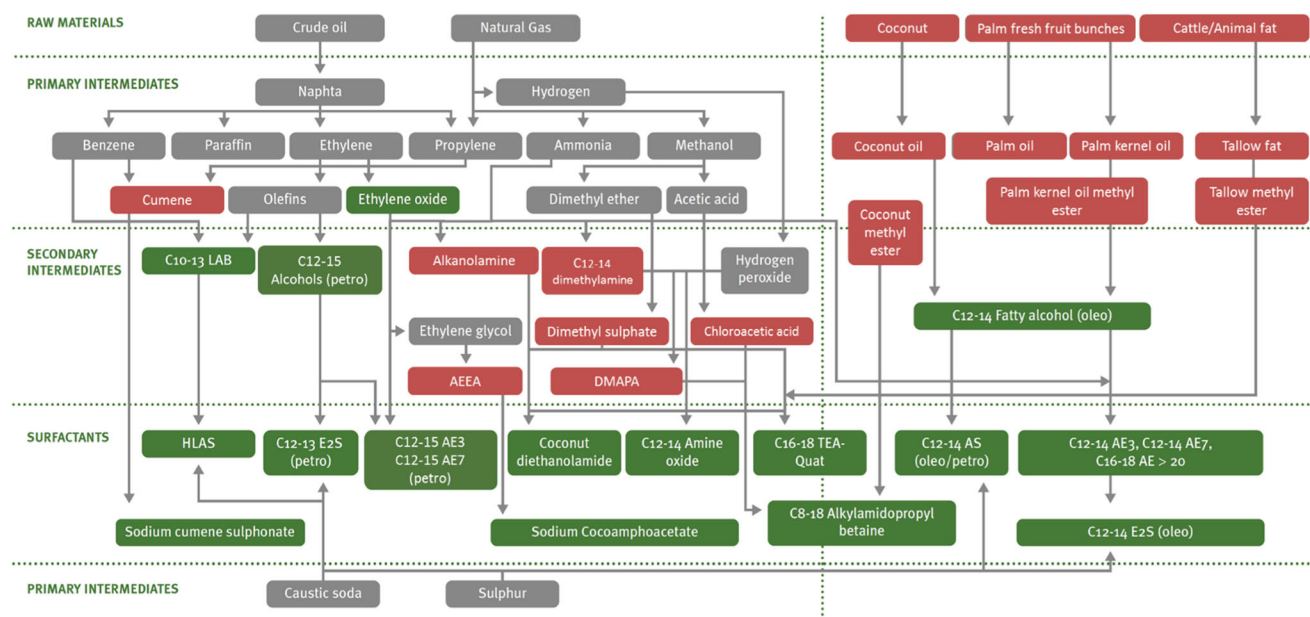 RAW MATERIALS
Crude oil
Natural Gas
Coconut
Palm fresh fruit bunches
Cattle/Animal fat
PRIMARY INTERMEDIATES
Naphta
Hydrogen
Benzene
Paraffin
Ethylene
Propylene
Ammonia
Methanol
Coconut oil
Palm oil
Palm kernel oil
Tallow fat
Cumene
Olefins
Ethylene oxide
Dimethyl ether
Acetic acid
Coconut
methyl
ester
Palm kernel oil methyl
ester
Tallow methyl
ester
SECONDARY
INTERMEDIATES
C10-13 LAB
C12-15
Alcohols (petro)
Alkanolamine
C12-14
dimethylamine
Hydrogen
peroxide
Ethylene glycol
Dimethyl sulphate
Chloroacetic acid
C12-14 Fatty alcohol (oleo)
AEEA
DMAPA
SURFACTANTS
HLAS
C12-13 E2S
(petro)
C12-15 AE3
C12-15 AE7
(petro)
Coconut
diethanolamide
C12-14 Amine
oxide
C16-18 TEA-
Quat
C12-14 AS
(oleo/petro)
C12-14 AE3, C12-14 AE7,
C16-18 AE > 20
Sodium cumene sulphonate
Sodium Cocoamphoacetate
C8-18 Alkylamidopropyl
betaine
C12-14 E2S (oleo)
PRIMARY INTERMEDIATES
Caustic soda
Sulphur